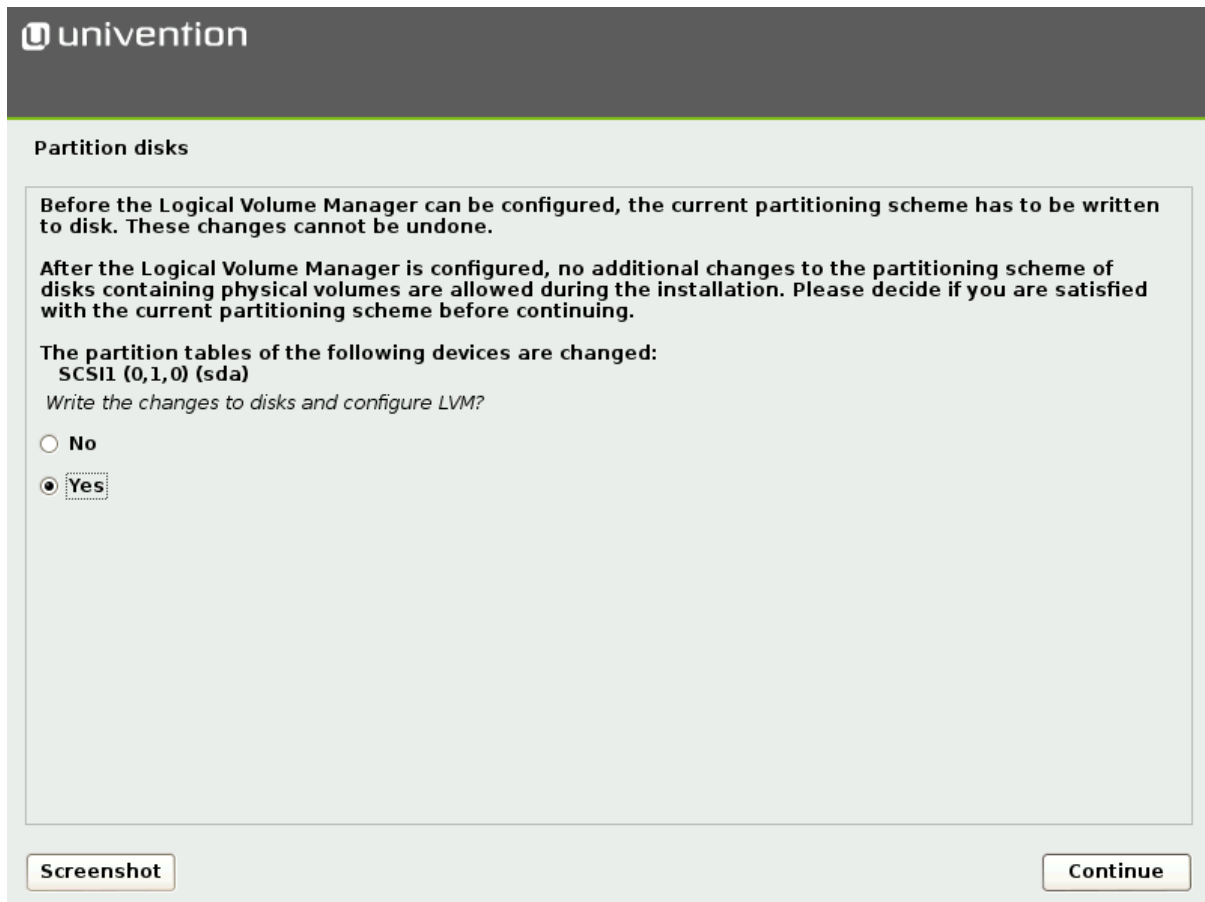 univention
Partition disks
Before the Logical Volume Manager can be configured, the current partitioning scheme has to be written
to disk. These changes cannot be undone.
After the Logical Volume Manager is configured, no additional changes to the partitioning scheme of
disks containing physical volumes are allowed during the installation. Please decide if you are satisfied
with the current partitioning scheme before continuing.
The partition tables of the following devices are changed:
SCSI1 (0,1,0) (sda)
Write the changes to disks and configure LVM?
No
Yes
Screenshot
Continue